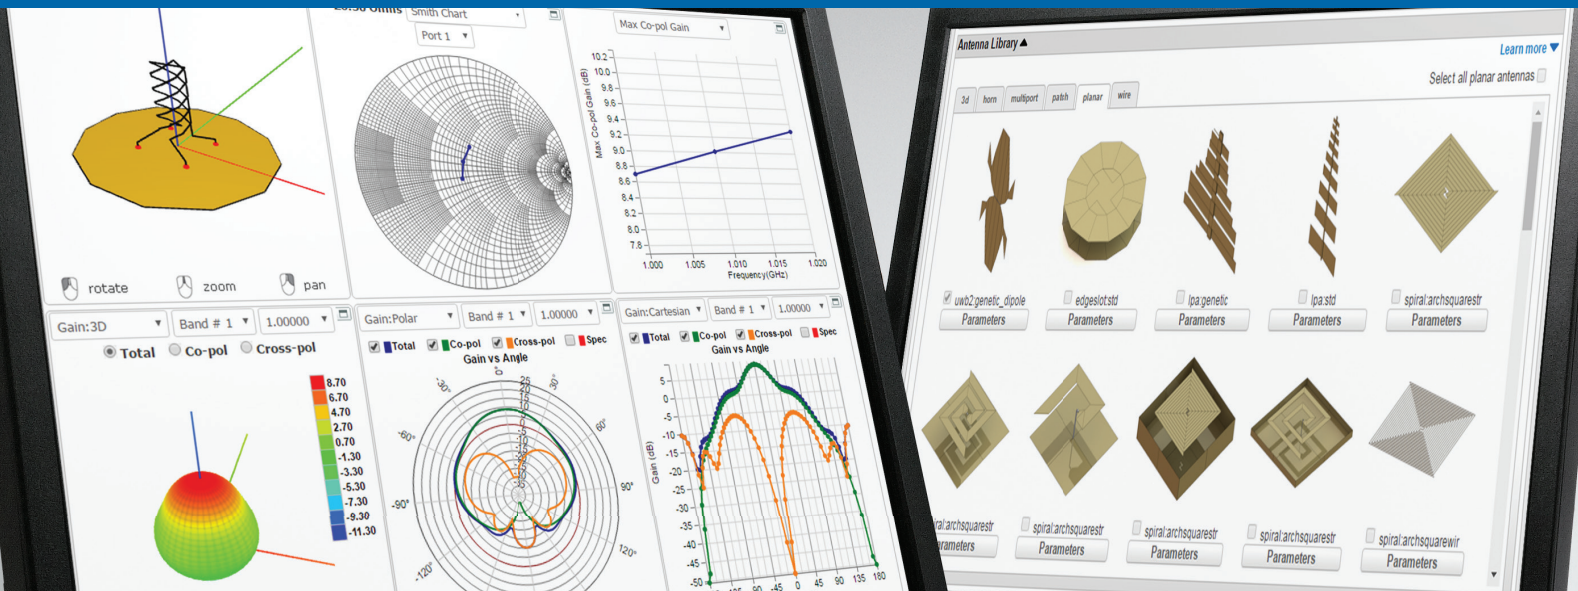 Smith Chart
Port 1
rotate
zoom
pan
Max Co-pol Gain
Max Co-pol Gain (dB)
10.2
10.0
9.8
9.6
9.4
9.2
9.0
8.8
8.6
8.4
8.2
8.0
7.8
1.000 1.005 1.010 1.015 1.020
Frequency(GHz)
Gain:3D Band # 1 1.00000
Total Co-pol Cross-pol
8.70
6.70
4.70
2.70
0.70
-1.30
-3.30
-5.30
-7.30
-9.30
-11.30
Gain:Polar Band # 1 1.00000
Total Co-pol Cross-pol Spec
Gain vs Angle
-30° 0° 30°
-60° 60°
-90° 90°
-120° 120°
25
20
15
10
Gain:Cartesian Band # 1 1.00000
Total Co-pol Cross-pol Spec
Gain vs Angle
Gain (dB)
5
0
-5
-10
-15
-20
-25
-30
-35
-40
-45
-50
-90 -45 0 45 90 135 180
Antenna Library
Learn more
Select all planar antennas
3d horn multiport patch planar wire
uwb2:genetic_dipole edgeslot:std lpa:genetic lpa:std spiral:archsquarestr
Parameters Parameters Parameters Parameters Parameters
spiral:archsquarestr spiral:archsquarestr spiral:archsquarestr spiral:archsquarewir
Parameters Parameters Parameters Parameters